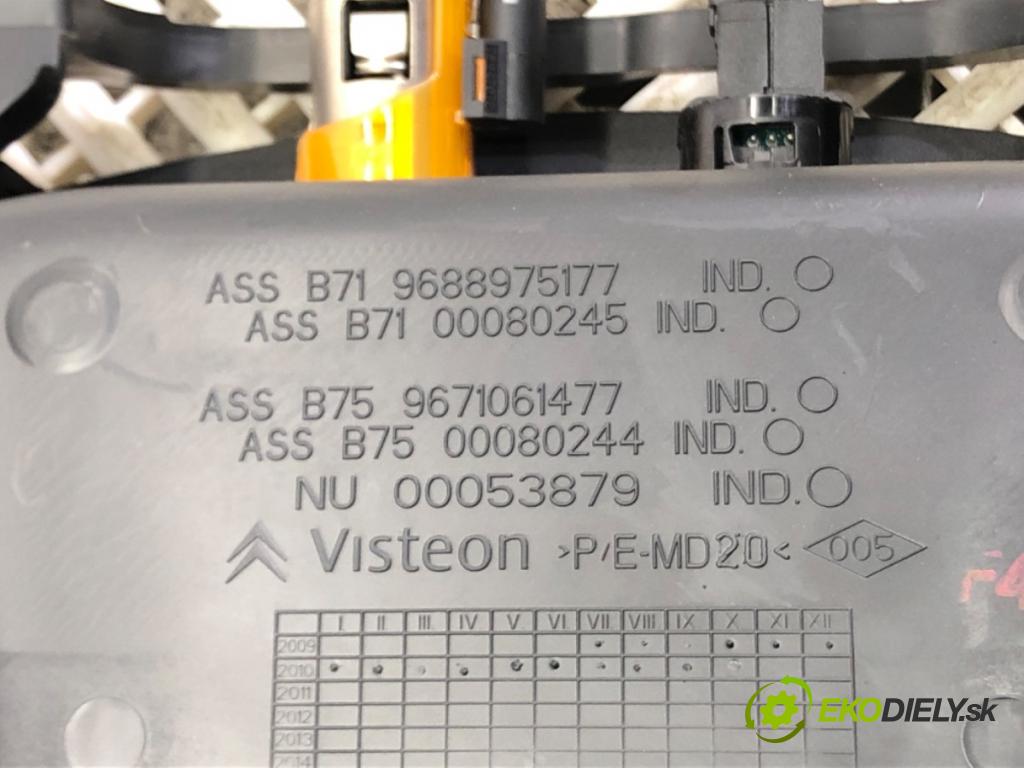 ASS B71 9688975177 IND.
ASS B71 00080245 IND.
ASS B75 9671061477 IND.
ASS B75 00080244 IND.
NU 00053879 IND.
Visteon >P/E-MD20< 005
I II III IV V VI VII VIII IX X XI XII
2009
2010
2011
2012
2013
2014
EKODIELY.sk